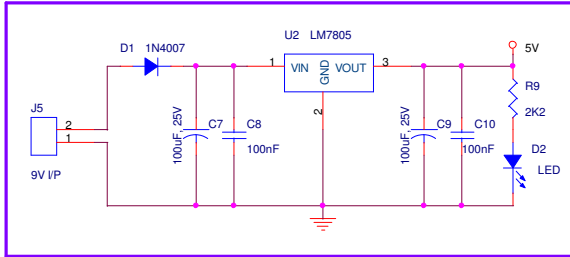 U2 LM7805
D1 1N4007
5V
1
VIN
GND
VOUT
3
2
R9
2K2
J5
2
1
9V I/P
C7
100uF, 25V
C8
100nF
C9
100uF, 25V
C10
100nF
D2
LED